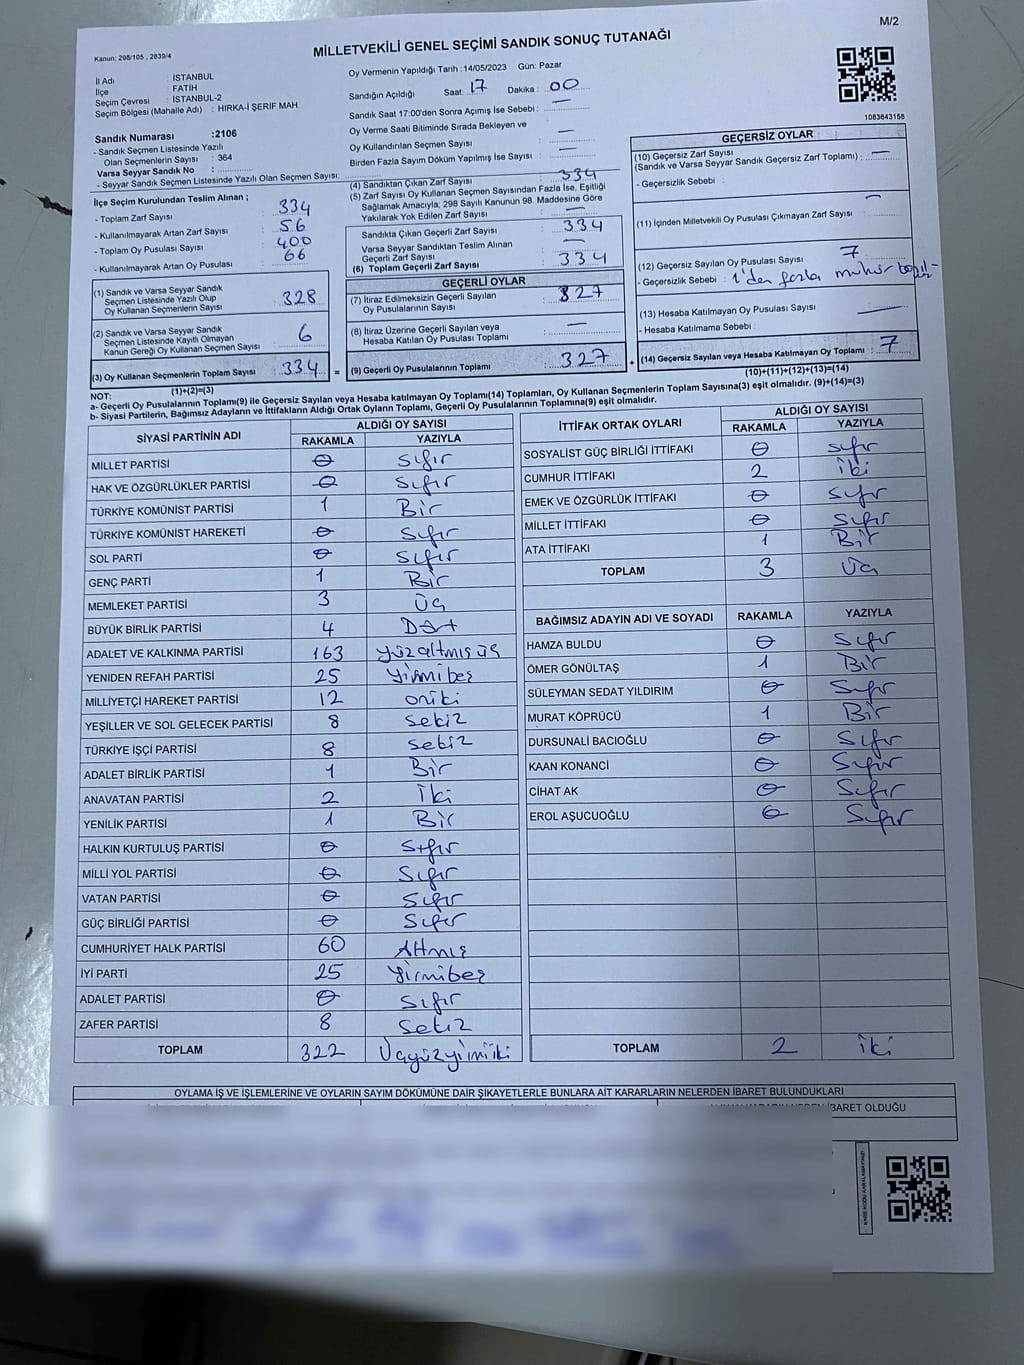 M/2
Kanun: 298/105 , 2839/4
MİLLETVEKİLİ GENEL SEÇİMİ SANDIK SONUÇ TUTANAĞI
1083643158
İl Adı : İSTANBUL
İlçe : FATİH
Seçim Çevresi : İSTANBUL-2
Seçim Bölgesi (Mahalle Adı) : HIRKA-İ ŞERİF MAH
Sandık Numarası :2106
- Sandık Seçmen Listesinde Yazılı
Olan Seçmenlerin Sayısı : 364
Varsa Seyyar Sandık No :
- Seyyar Sandık Seçmen Listesinde Yazılı Olan Seçmen Sayısı:
Oy Vermenin Yapıldığı Tarih :14/05/2023 Gün: Pazar
Sandığın Açıldığı Saat: 17 Dakika : 00
Sandık Saat 17:00'den Sonra Açımış İse Sebebi : —
Oy Verme Saati Bitiminde Sırada Bekleyen ve
Oy Kullandırılan Seçmen Sayısı : —
Birden Fazla Sayım Döküm Yapılmış İse Sayısı : —
İlçe Seçim Kurulundan Teslim Alınan ;
- Toplam Zarf Sayısı : 334
- Kullanılmayarak Artan Zarf Sayısı : 56
- Toplam Oy Pusulası Sayısı : 400
- Kullanılmayarak Artan Oy Pusulası : 66
(1) Sandık ve Varsa Seyyar Sandık
Seçmen Listesinde Yazılı Olup
Oy Kullanan Seçmenlerin Sayısı : 328
(2) Sandık ve Varsa Seyyar Sandık
Seçmen Listesinde Kayıtlı Olmayan
Kanun Gereği Oy Kullanan Seçmen Sayısı : 6
(3) Oy Kullanan Seçmenlerin Toplam Sayısı : 334 =
(1)+(2)=(3)
(4) Sandıktan Çıkan Zarf Sayısı : 334
(5) Zarf Sayısı Oy Kullanan Seçmen Sayısından Fazla İse, Eşitliği
Sağlamak Amacıyla; 298 Sayılı Kanunun 98. Maddesine Göre
Yakılarak Yok Edilen Zarf Sayısı : —
Sandıkta Çıkan Geçerli Zarf Sayısı : 334
Varsa Seyyar Sandıktan Teslim Alınan
Geçerli Zarf Sayısı : —
(6) Toplam Geçerli Zarf Sayısı : 334
GEÇERLİ OYLAR
(7) İtiraz Edilmeksizin Geçerli Sayılan
Oy Pusulalarının Sayısı : 327
(8) İtiraz Üzerine Geçerli Sayılan veya
Hesaba Katılan Oy Pusulası Toplamı : —
(9) Geçerli Oy Pusulalarının Toplamı : 327 +
GEÇERSİZ OYLAR
(10) Geçersiz Zarf Sayısı
(Sandık ve Varsa Seyyar Sandık Geçersiz Zarf Toplamı) : —
- Geçersizlik Sebebi :
(11) İçinden Milletvekili Oy Pusulası Çıkmayan Zarf Sayısı : —
(12) Geçersiz Sayılan Oy Pusulası Sayısı : 7
- Geçersizlik Sebebi : 1'den fazla mühür
(13) Hesaba Katılmayan Oy Pusulası Sayısı : —
- Hesaba Katılmama Sebebi :
(14) Geçersiz Sayılan veya Hesaba Katılmayan Oy Toplamı : 7
(10)+(11)+(12)+(13)=(14)
NOT:
a- Geçerli Oy Pusulalarının Toplamı(9) ile Geçersiz Sayılan veya Hesaba katılmayan Oy Toplamı(14) Toplamları, Oy Kullanan Seçmenlerin Toplam Sayısına(3) eşit olmalıdır. (9)+(14)=(3)
b- Siyasi Partilerin, Bağımsız Adayların ve İttifakların Aldığı Ortak Oyların Toplamı, Geçerli Oy Pusulalarının Toplamına(9) eşit olmalıdır.
SİYASİ PARTİNİN ADI ALDIĞI OY SAYISI
RAKAMLA YAZIYLA
MİLLET PARTİSİ 0 Sıfır
HAK VE ÖZGÜRLÜKLER PARTİSİ 0 Sıfır
TÜRKİYE KOMÜNİST PARTİSİ 1 Bir
TÜRKİYE KOMÜNİST HAREKETİ 0 Sıfır
SOL PARTİ 0 Sıfır
GENÇ PARTİ 1 Bir
MEMLEKET PARTİSİ 3 Üç
BÜYÜK BİRLİK PARTİSİ 4 Dört
ADALET VE KALKINMA PARTİSİ 163 Yüzaltmışüç
YENİDEN REFAH PARTİSİ 25 Yirmibeş
MİLLİYETÇİ HAREKET PARTİSİ 12 oniki
YEŞİLLER VE SOL GELECEK PARTİSİ 8 Sekiz
TÜRKİYE İŞÇİ PARTİSİ 8 Sekiz
ADALET BİRLİK PARTİSİ 1 Bir
ANAVATAN PARTİSİ 2 İki
YENİLİK PARTİSİ 1 Bir
HALKIN KURTULUŞ PARTİSİ 0 Sıfır
MİLLİ YOL PARTİSİ 0 Sıfır
VATAN PARTİSİ 0 Sıfır
GÜÇ BİRLİĞİ PARTİSİ 0 Sıfır
CUMHURİYET HALK PARTİSİ 60 Altmış
İYİ PARTİ 25 Yirmibeş
ADALET PARTİSİ 0 Sıfır
ZAFER PARTİSİ 8 Sekiz
TOPLAM 322 Üçyüzyirmiiki
İTTİFAK ORTAK OYLARI ALDIĞI OY SAYISI
RAKAMLA YAZIYLA
SOSYALİST GÜÇ BİRLİĞİ İTTİFAKI 0 Sıfır
CUMHUR İTTİFAKI 2 İki
EMEK VE ÖZGÜRLÜK İTTİFAKI 0 Sıfır
MİLLET İTTİFAKI 0 Sıfır
ATA İTTİFAKI 1 Bir
TOPLAM 3 Üç
BAĞIMSIZ ADAYIN ADI VE SOYADI RAKAMLA YAZIYLA
HAMZA BULDU 0 Sıfır
ÖMER GÖNÜLTAŞ 1 Bir
SÜLEYMAN SEDAT YILDIRIM 0 Sıfır
MURAT KÖPRÜCÜ 1 Bir
DURSUNALİ BACIOĞLU 0 Sıfır
KAAN KONANCİ 0 Sıfır
CİHAT AK 0 Sıfır
EROL AŞUCUOĞLU 0 Sıfır
TOPLAM 2 İki
OYLAMA İŞ VE İŞLEMLERİNE VE OYLARIN SAYIM DÖKÜMÜNE DAİR ŞİKAYETLERLE BUNLARA AİT KARARLARIN NELERDEN İBARET BULUNDUKLARI
İBARET OLDUĞU